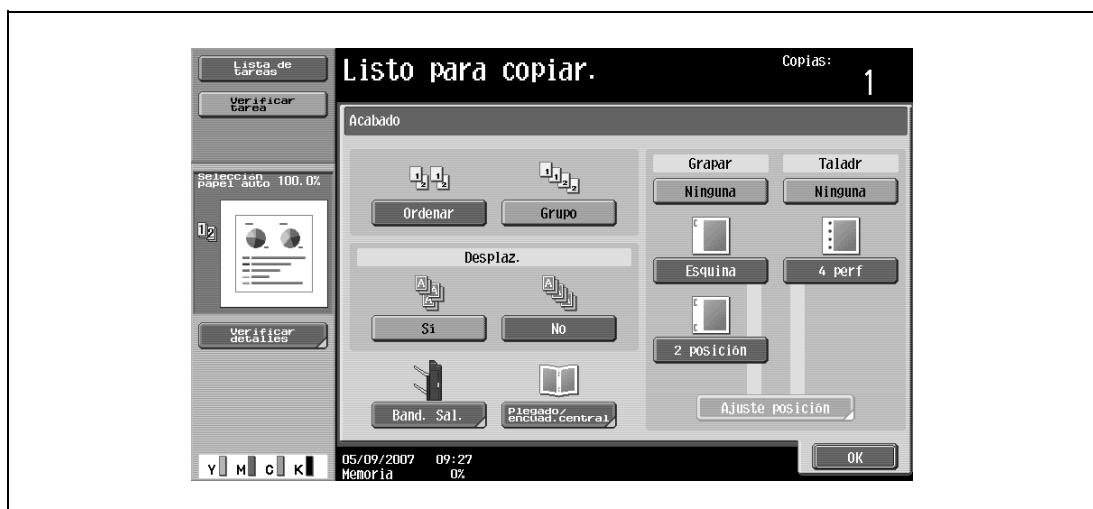 Lista de
tareas
Verificar
tarea
Listo para copiar.
Copias:
1
Acabado
Selección
papel auto 100.0%
Ordenar
Grupo
Desplaz.
Sí
No
Band. Sal.
Plegado/
encuad.central
Grapar
Taladr
Ninguna
Ninguna
Esquina
4 perf
2 posición
Ajuste posición
Verificar
detalles
Y M C K
05/09/2007 09:27
Memoria 0%
OK